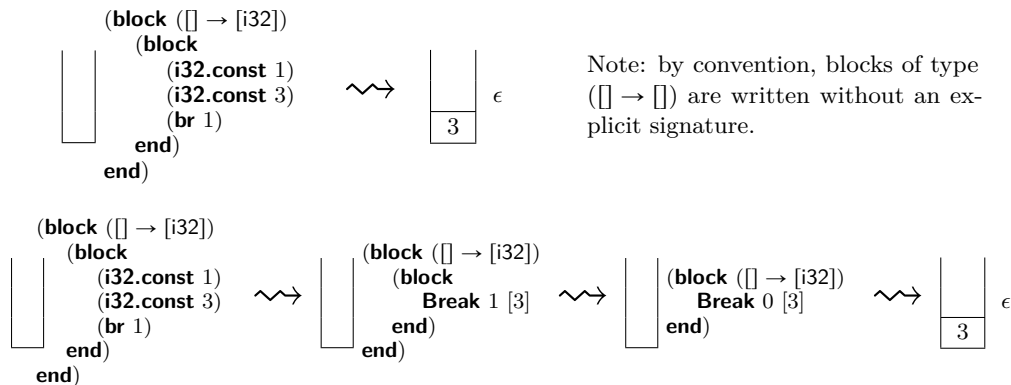 (block ([] → [i32])
(block
(i32.const 1)
(i32.const 3)
(br 1)
end)
end)
3
ϵ
Note: by convention, blocks of type
([] → []) are written without an ex-
plicit signature.
(block ([] → [i32])
(block
(i32.const 1)
(i32.const 3)
(br 1)
end)
end)
(block ([] → [i32])
(block
Break 1 [3]
end)
end)
(block ([] → [i32])
Break 0 [3]
end)
3
ϵ